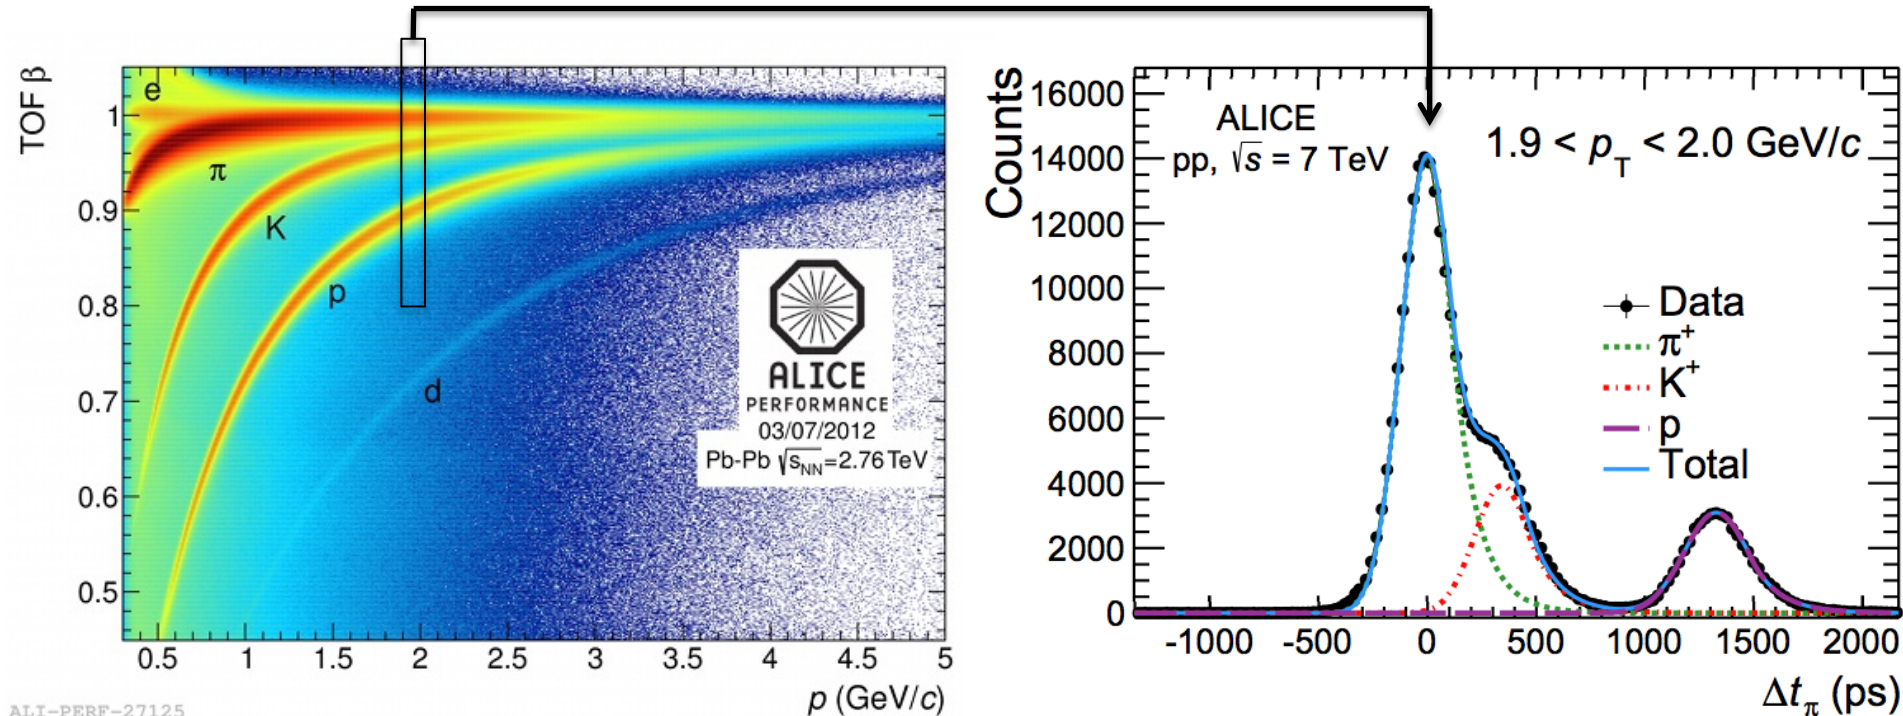 TOF β
e
π
K
p
d
1
0.9
0.8
0.7
0.6
0.5
0.5
1
1.5
2
2.5
3
3.5
4
4.5
5
p (GeV/c)
ALICE
PERFORMANCE
03/07/2012
Pb-Pb √sNN=2.76 TeV
ALI-PERF-27125
Counts
16000
14000
12000
10000
8000
6000
4000
2000
0
ALICE
pp, √s = 7 TeV
1.9 < pT < 2.0 GeV/c
Data
π+
K+
p
Total
-1000
-500
0
500
1000
1500
2000
Δtπ (ps)